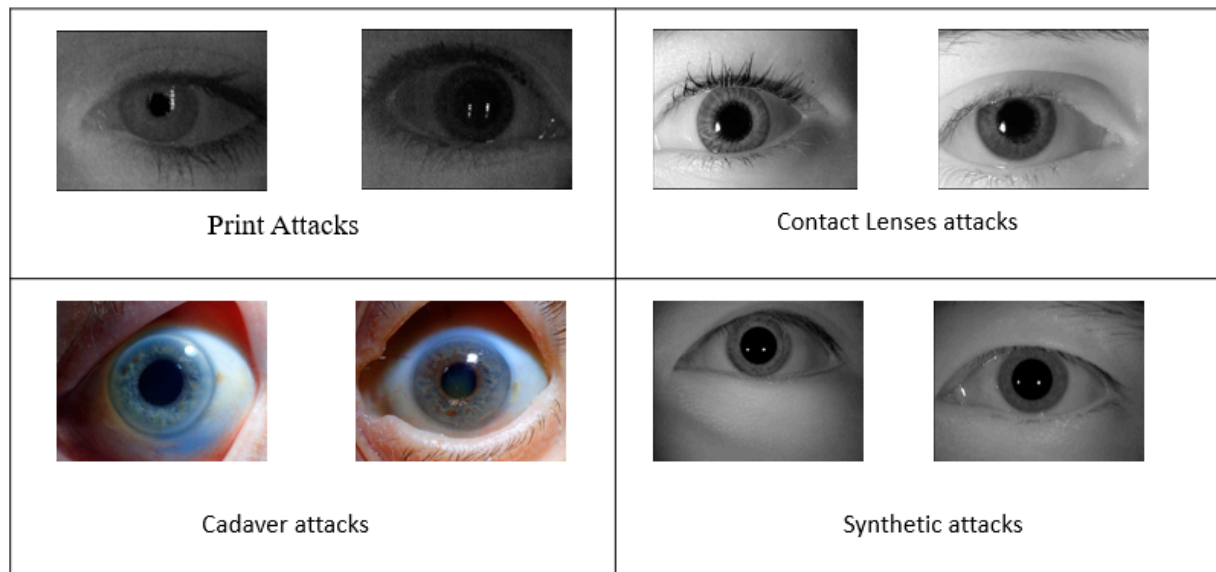 Print Attacks
Contact Lenses attacks
Cadaver attacks
Synthetic attacks